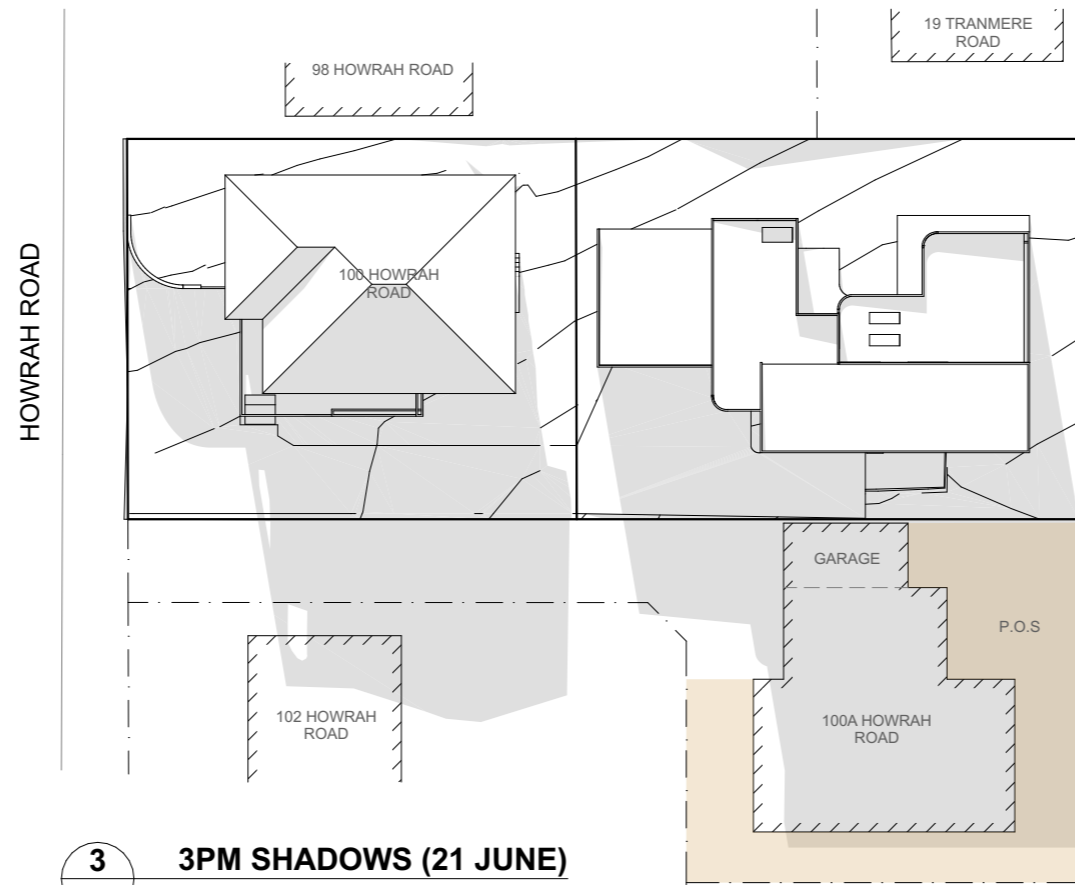 19 TRANMERE
ROAD
98 HOWRAH ROAD
HOWRAH ROAD
100 HOWRAH
ROAD
GARAGE
P.O.S
102 HOWRAH
ROAD
100A HOWRAH
ROAD
3 3PM SHADOWS (21 JUNE)